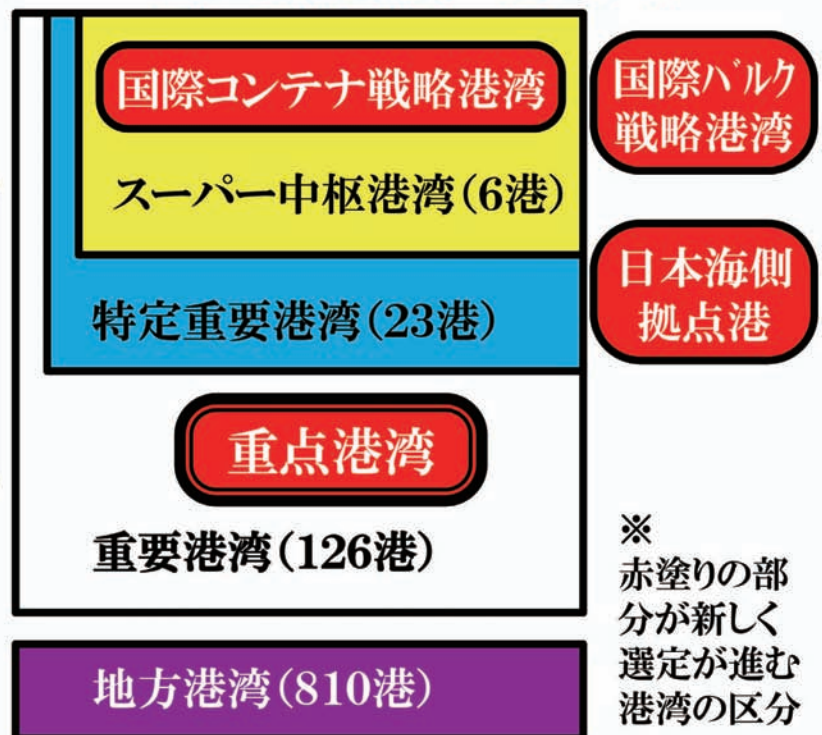 国際コンテナ戦略港湾
スーパー中枢港湾(6港)
特定重要港湾(23港)
重点港湾
重要港湾(126港)
地方港湾(810港)
国際バルク
戦略港湾
日本海側
拠点港
※
赤塗りの部
分が新しく
選定が進む
港湾の区分